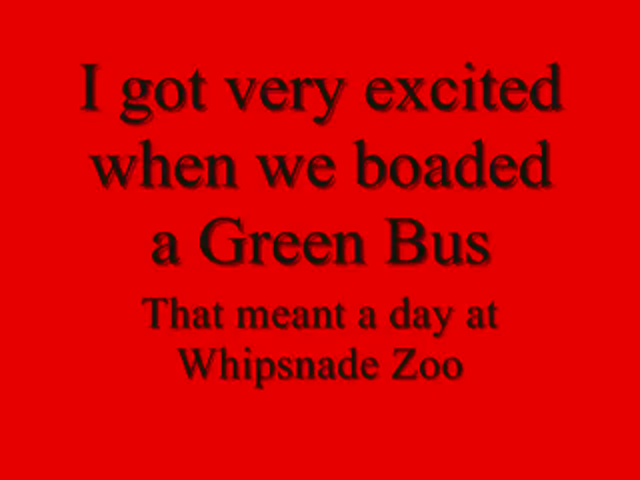 I got very excited
when we boaded
a Green Bus
That meant a day at
Whipsnade Zoo